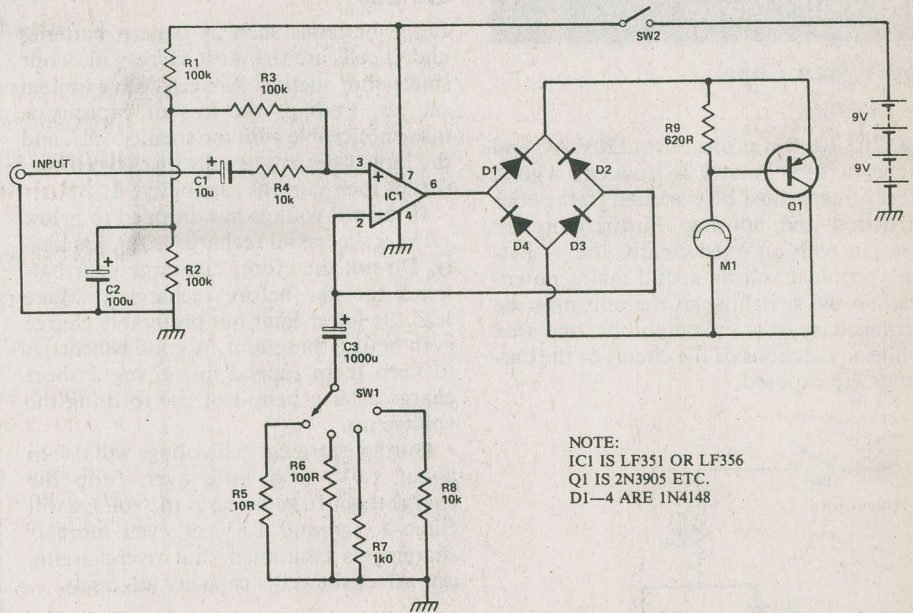 SW2
R1
100k
R3
100k
R9
620R
9V
9V
INPUT
+
C1
10u
R4
10k
3
+
7
IC1
6
2
4
D1
D2
D4
D3
Q1
M1
+
C2
100u
R2
100k
+
C3
1000u
SW1
R5
10R
R6
100R
R7
1k0
R8
10k
NOTE:
IC1 IS LF351 OR LF356
Q1 IS 2N3905 ETC.
D1—4 ARE 1N4148